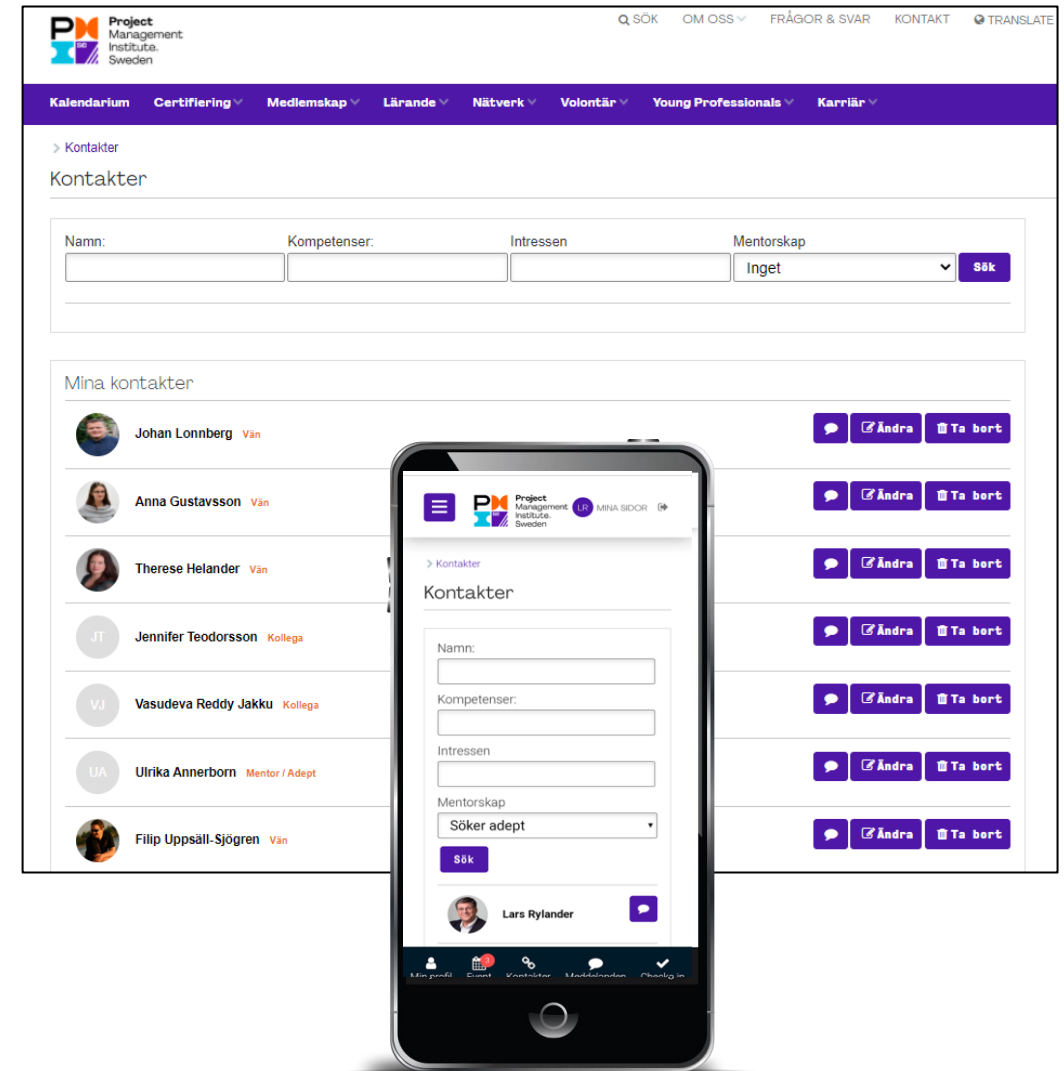 Project
Management
Institute.
Sweden
SÖK OM OSS FRÅGOR & SVAR KONTAKT TRANSLATE
Kalendarium Certifiering Medlemskap Lärande Nätverk Volontär Young Professionals Karriär
> Kontakter
Kontakter
Namn: Kompetenser: Intressen Mentorskap
Inget Sök
Mina kontakter
Johan Lonnberg Vän Ändra Ta bort
Anna Gustavsson Vän Ändra Ta bort
Therese Helander Vän Ändra Ta bort
JT Jennifer Teodorsson Kollega Ändra Ta bort
VJ Vasudeva Reddy Jakku Kollega Ändra Ta bort
UA Ulrika Annerborn Mentor / Adept Ändra Ta bort
Filip Uppsäll-Sjögren Vän Ändra Ta bort
Project
Management
Institute.
Sweden
LR MINA SIDOR
> Kontakter
Kontakter
Namn:
Kompetenser:
Intressen
Mentorskap
Söker adept
Sök
Lars Rylander
3
Min profil Event Kontakter Meddelanden Checka in